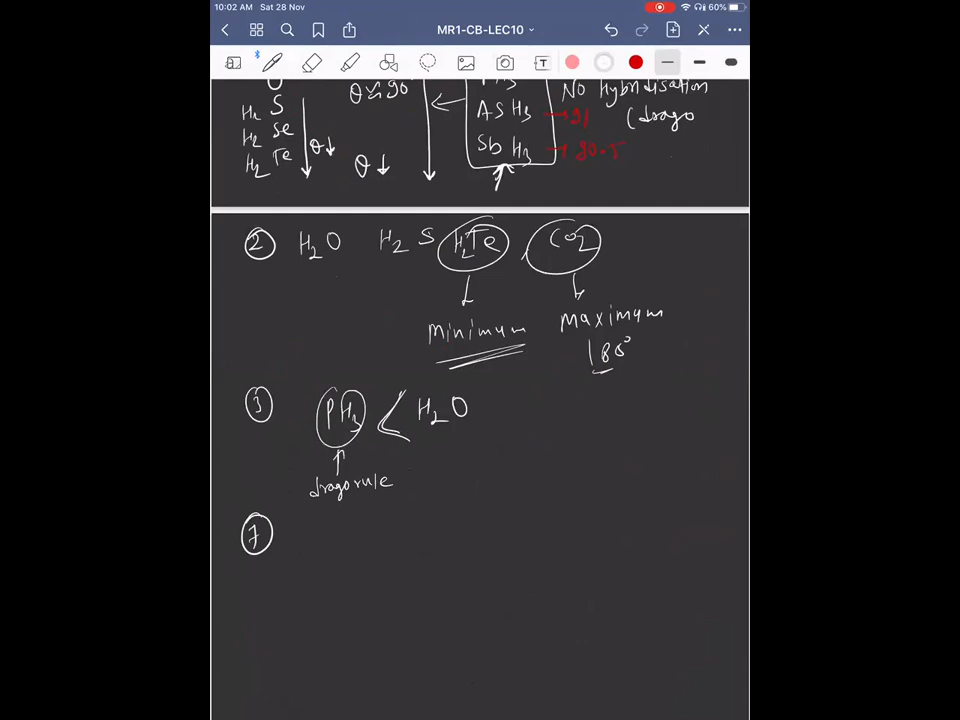 10:02 AM Sat 28 Nov 60%
MR1-CB-LEC10
T
θ≈90 No hybridisation
H2 S AsH3 → 91 (drago
H2 Se θ↓
H2 Te θ↓ SbH3 → 90.5
2 H2O H2S H2Te CO2
Minimum Maximum
180°
3 PH3 < H2O
drago rule
7